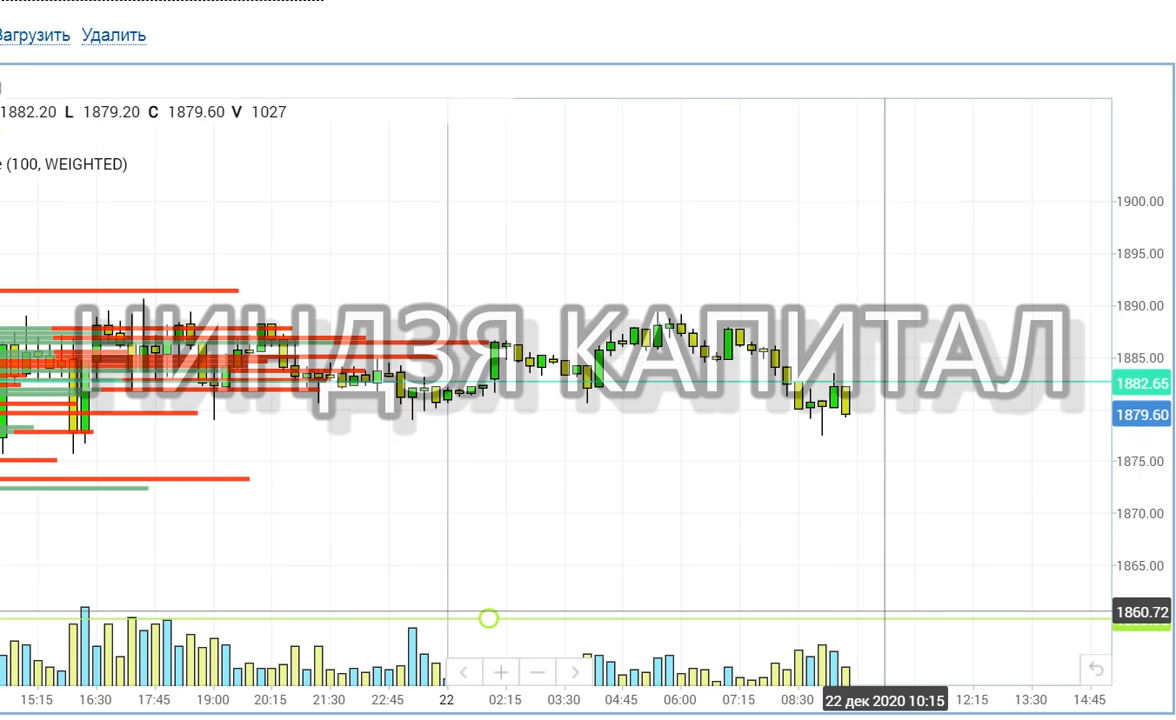 Загрузить Удалить
1882.20 L 1879.20 C 1879.60 V 1027
(100, WEIGHTED)
1900.00
1895.00
1890.00
НИНДЗЯ КАПИТАЛ
1885.00
1882.65
1879.60
1875.00
1870.00
1865.00
1860.72
15:15 16:30 17:45 19:00 20:15 21:30 22:45 22 02:15 03:30 04:45 06:00 07:15 08:30 22 дек 2020 10:15 12:15 13:30 14:45